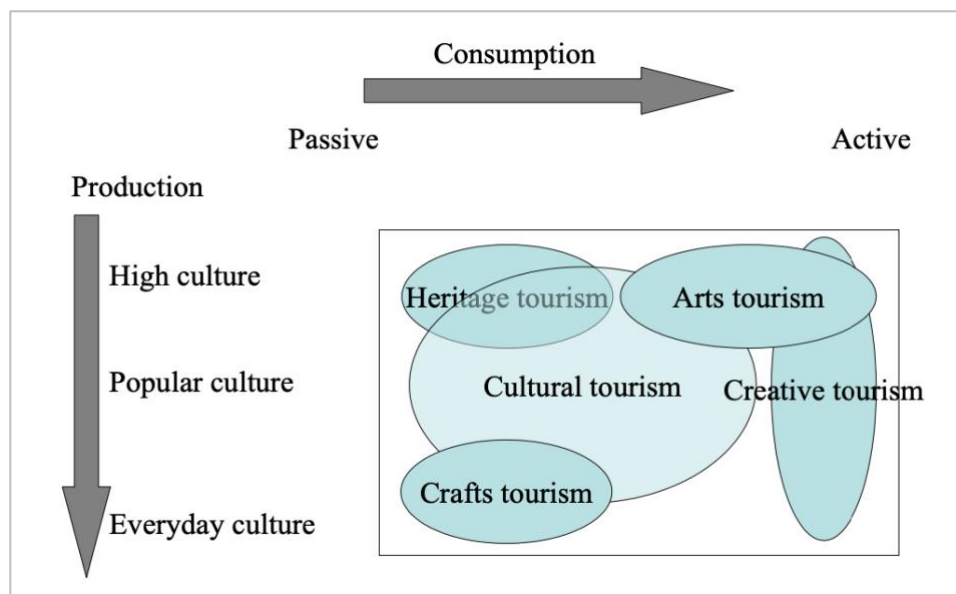 Consumption
Passive
Active
Production
High culture
Heritage tourism
Arts tourism
Popular culture
Cultural tourism
Creative tourism
Crafts tourism
Everyday culture